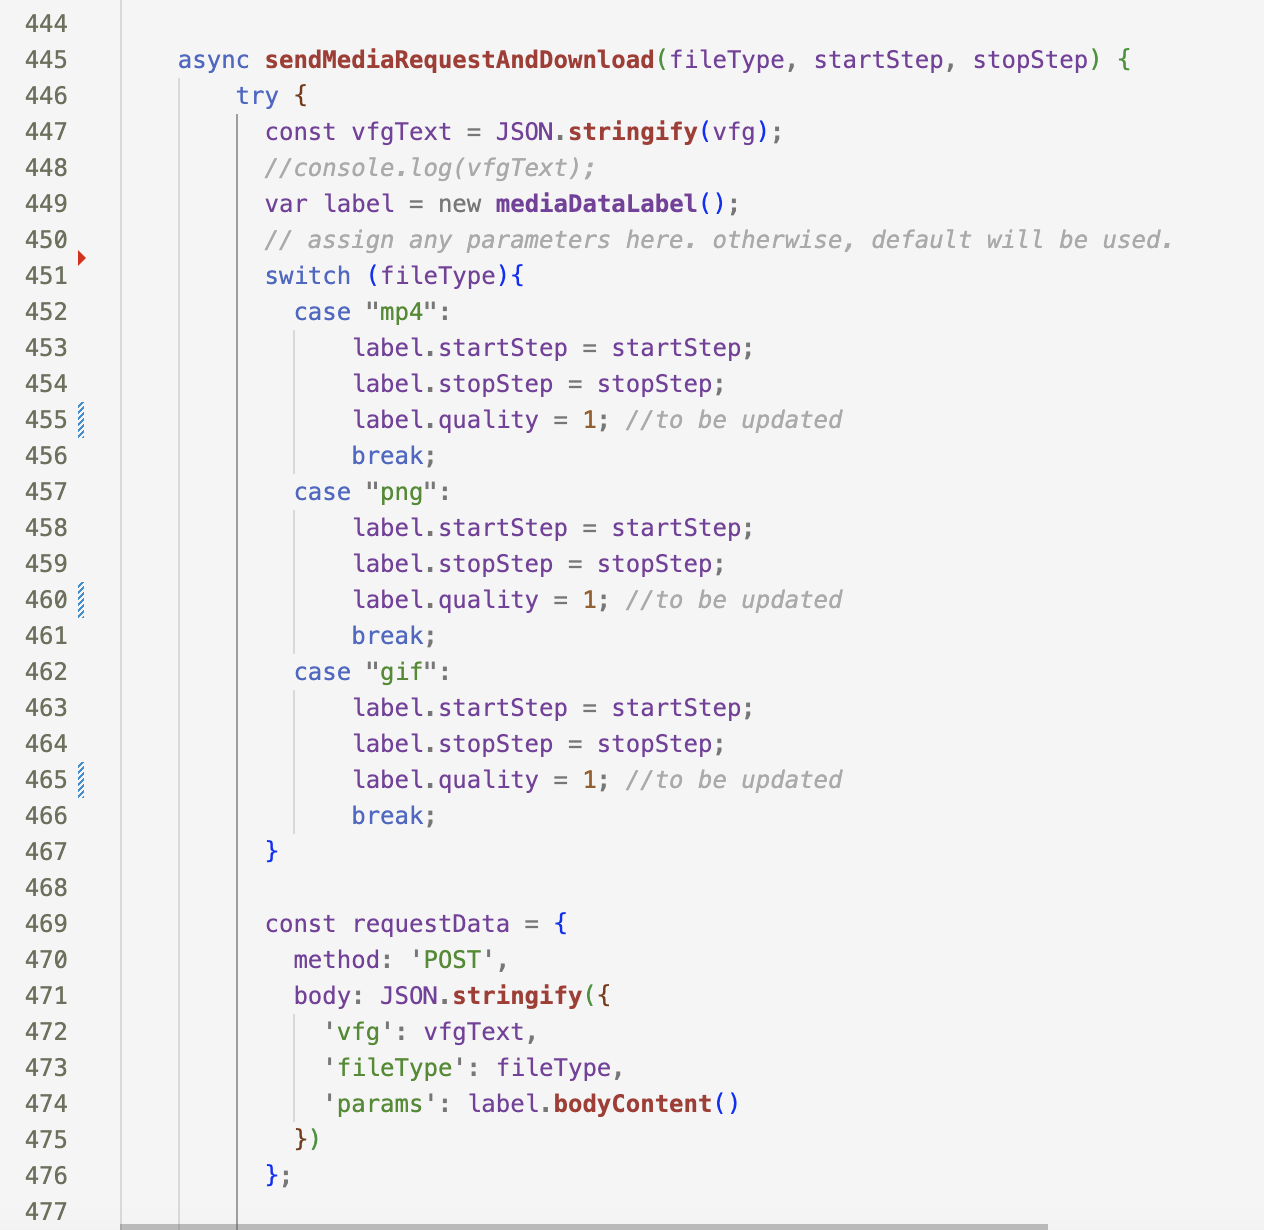 444
445 async sendMediaRequestAndDownload(fileType, startStep, stopStep) {
446 try {
447 const vfgText = JSON.stringify(vfg);
448 //console.log(vfgText);
449 var label = new mediaDataLabel();
450 // assign any parameters here. otherwise, default will be used.
451 switch (fileType){
452 case "mp4":
453 label.startStep = startStep;
454 label.stopStep = stopStep;
455 label.quality = 1; //to be updated
456 break;
457 case "png":
458 label.startStep = startStep;
459 label.stopStep = stopStep;
460 label.quality = 1; //to be updated
461 break;
462 case "gif":
463 label.startStep = startStep;
464 label.stopStep = stopStep;
465 label.quality = 1; //to be updated
466 break;
467 }
468
469 const requestData = {
470 method: 'POST',
471 body: JSON.stringify({
472 'vfg': vfgText,
473 'fileType': fileType,
474 'params': label.bodyContent()
475 })
476 };
477